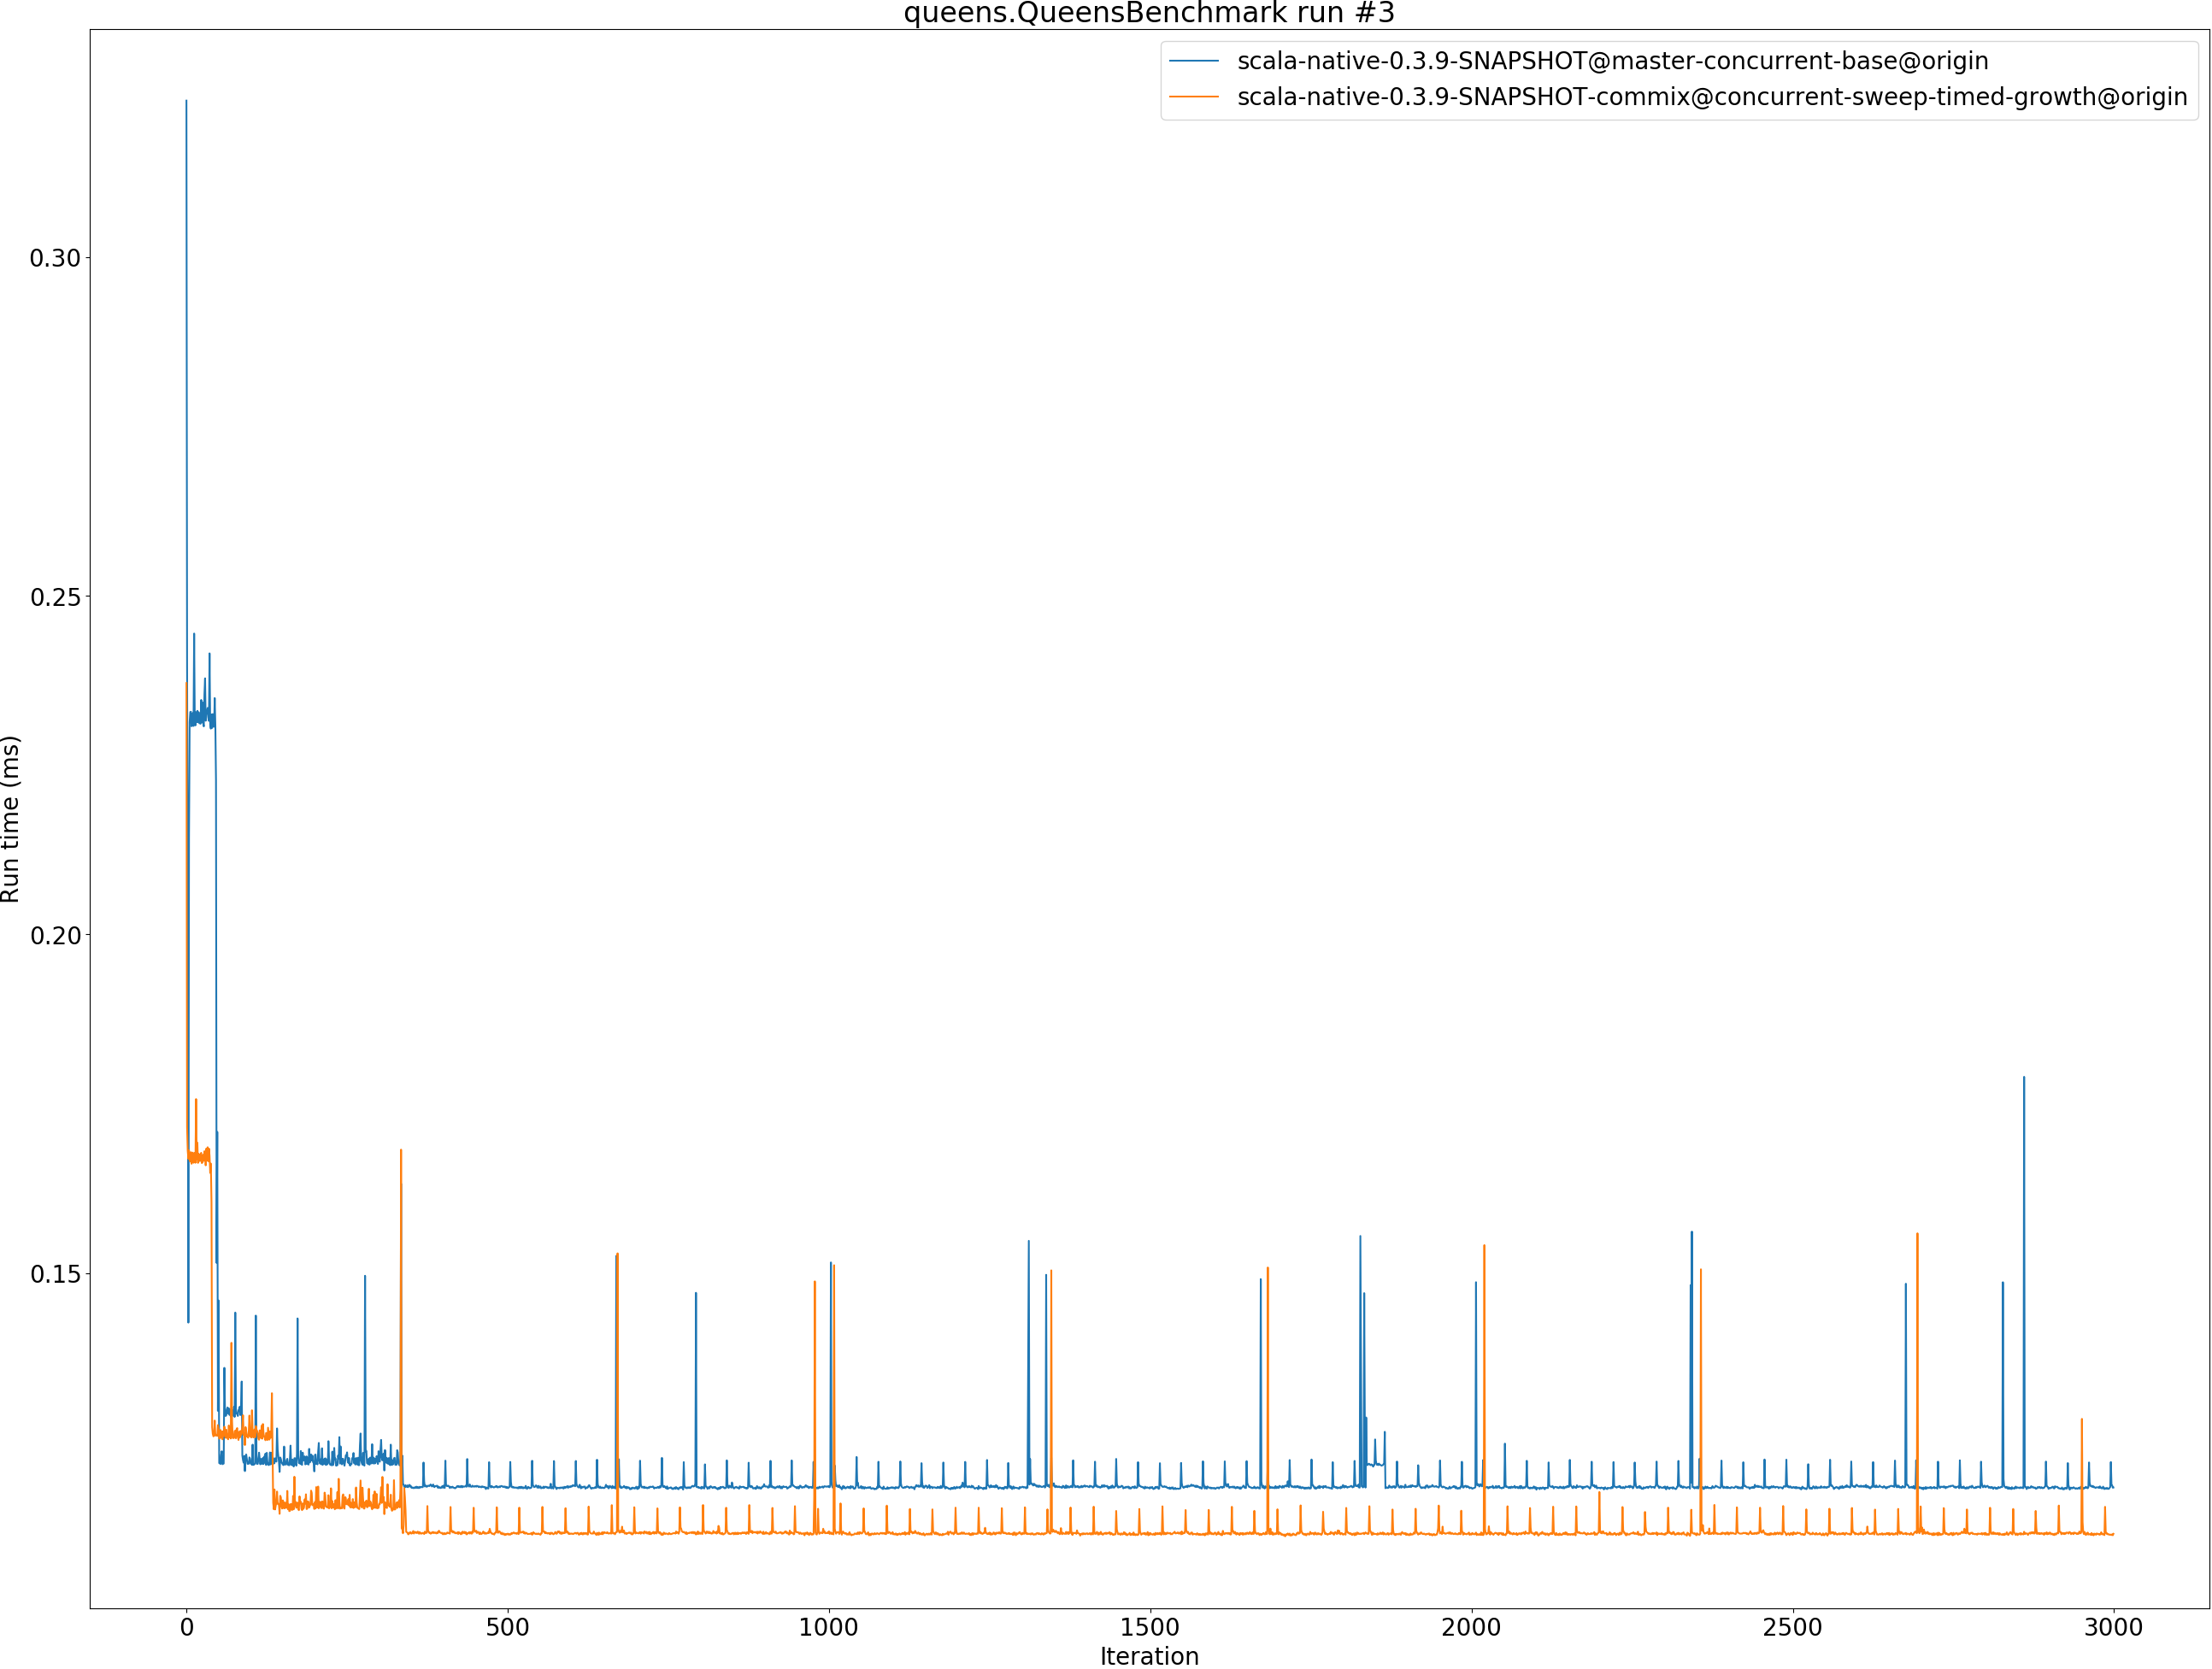 queens.QueensBenchmark run #3
scala-native-0.3.9-SNAPSHOT@master-concurrent-base@origin
scala-native-0.3.9-SNAPSHOT-commix@concurrent-sweep-timed-growth@origin
0.30
0.25
0.20
0.15
Run time (ms)
0 500 1000 1500 2000 2500 3000
Iteration